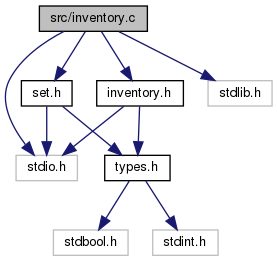 src/inventory.c
set.h
inventory.h
stdlib.h
stdio.h
types.h
stdbool.h
stdint.h